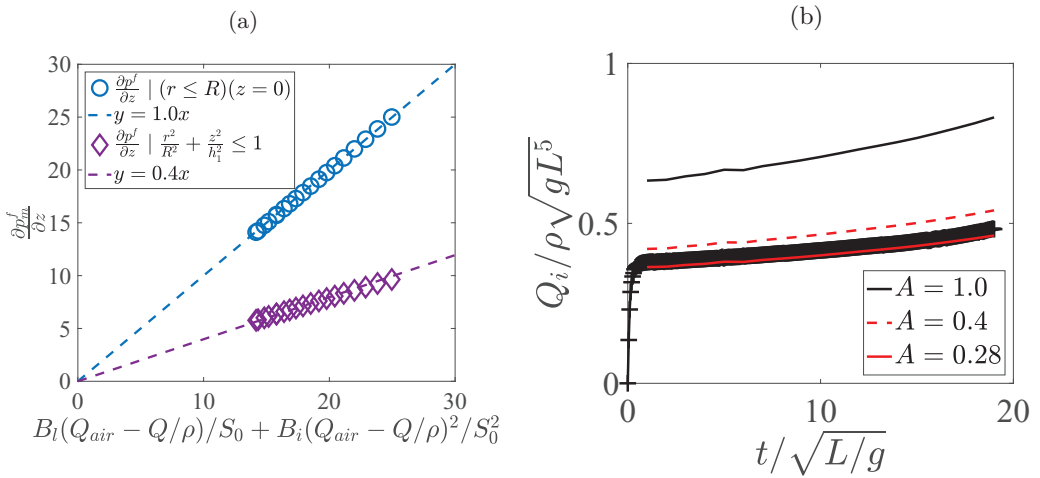 (a)
30
25
20
15
10
5
0
∂p^f_m/∂z
∂p^f/∂z | (r ≤ R)(z = 0)
y = 1.0x
∂p^f/∂z | r²/R² + z²/h₁² ≤ 1
y = 0.4x
0 10 20 30
B_l(Q_air − Q/ρ)/S_0 + B_i(Q_air − Q/ρ)²/S_0²
(b)
1
0.5
0
Q_i/ρ√gL⁵
A = 1.0
A = 0.4
A = 0.28
0 10 20
t/√L/g